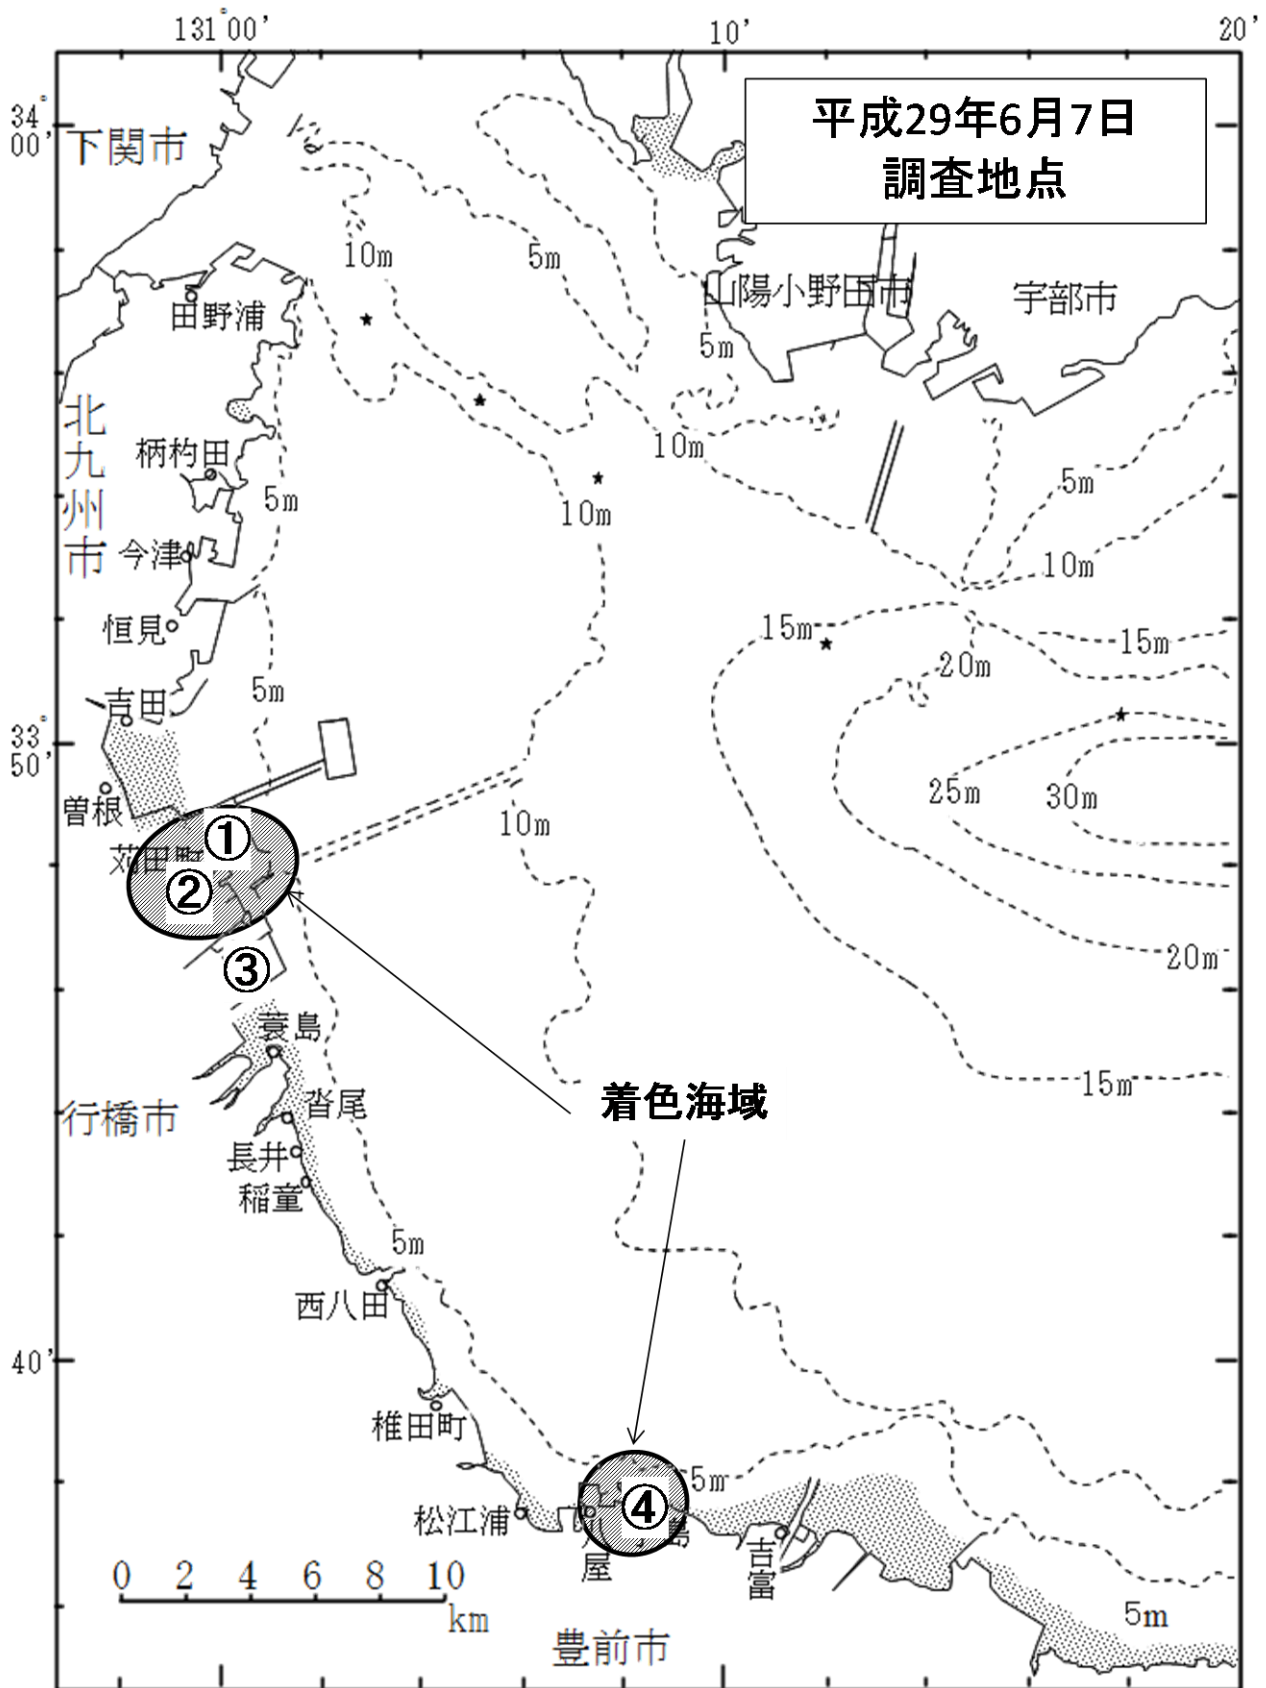 131°00'
10'
20'
34°
00'
下関市
平成29年6月7日
調査地点
10m
5m
山陽小野田市
宇部市
田野浦
5m
北九州市
柄杓田
10m
5m
5m
10m
今津
10m
恒見
15m
15m
20m
吉田
5m
33°
50'
25m
30m
曽根
10m
①
苅田町
②
③
20m
蓑島
15m
着色海域
行橋市
沓尾
長井
稲童
5m
西八田
40'
椎田町
5m
松江浦
④
屋
島
吉富
0 2 4 6 8 10
km
5m
豊前市